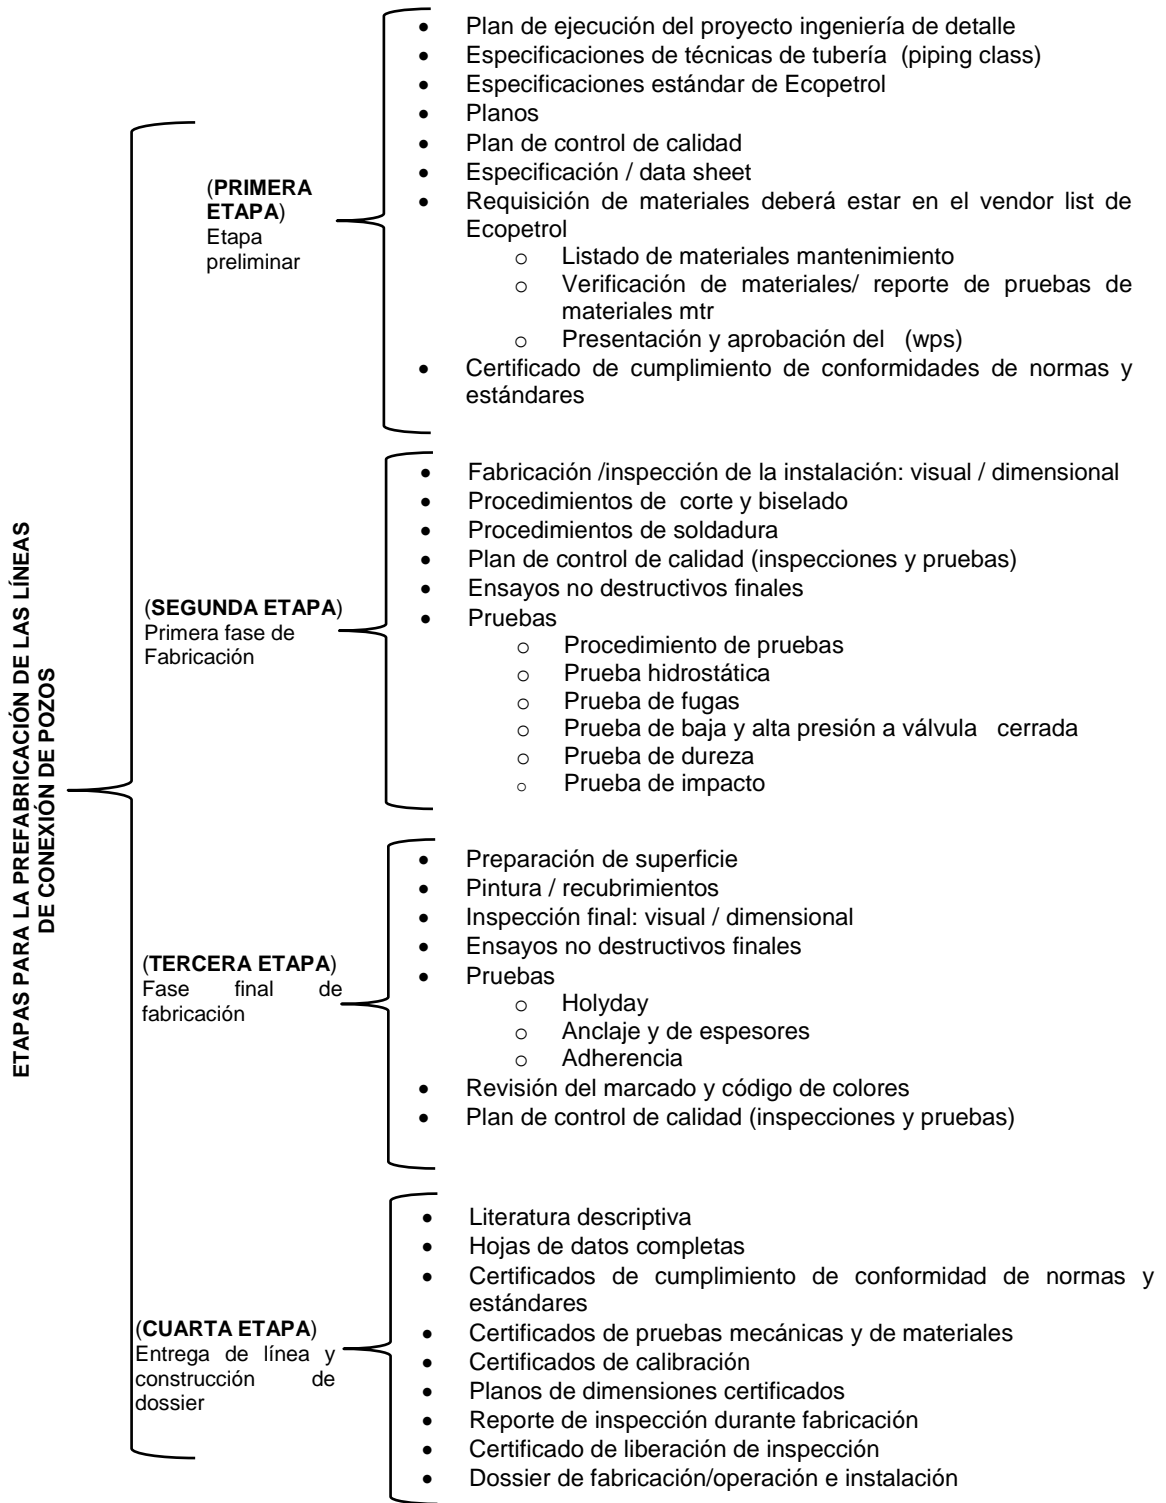 ETAPAS PARA LA PREFABRICACIÓN DE LAS LÍNEAS
DE CONEXIÓN DE POZOS
(PRIMERA
ETAPA)
Etapa
preliminar
• Plan de ejecución del proyecto ingeniería de detalle
• Especificaciones de técnicas de tubería (piping class)
• Especificaciones estándar de Ecopetrol
• Planos
• Plan de control de calidad
• Especificación / data sheet
• Requisición de materiales deberá estar en el vendor list de
Ecopetrol
o Listado de materiales mantenimiento
o Verificación de materiales/ reporte de pruebas de
materiales mtr
o Presentación y aprobación del (wps)
• Certificado de cumplimiento de conformidades de normas y
estándares
(SEGUNDA ETAPA)
Primera fase de
Fabricación
• Fabricación /inspección de la instalación: visual / dimensional
• Procedimientos de corte y biselado
• Procedimientos de soldadura
• Plan de control de calidad (inspecciones y pruebas)
• Ensayos no destructivos finales
• Pruebas
o Procedimiento de pruebas
o Prueba hidrostática
o Prueba de fugas
o Prueba de baja y alta presión a válvula cerrada
o Prueba de dureza
o Prueba de impacto
(TERCERA ETAPA)
Fase final de
fabricación
• Preparación de superficie
• Pintura / recubrimientos
• Inspección final: visual / dimensional
• Ensayos no destructivos finales
• Pruebas
o Holyday
o Anclaje y de espesores
o Adherencia
• Revisión del marcado y código de colores
• Plan de control de calidad (inspecciones y pruebas)
(CUARTA ETAPA)
Entrega de línea y
construcción de
dossier
• Literatura descriptiva
• Hojas de datos completas
• Certificados de cumplimiento de conformidad de normas y
estándares
• Certificados de pruebas mecánicas y de materiales
• Certificados de calibración
• Planos de dimensiones certificados
• Reporte de inspección durante fabricación
• Certificado de liberación de inspección
• Dossier de fabricación/operación e instalación